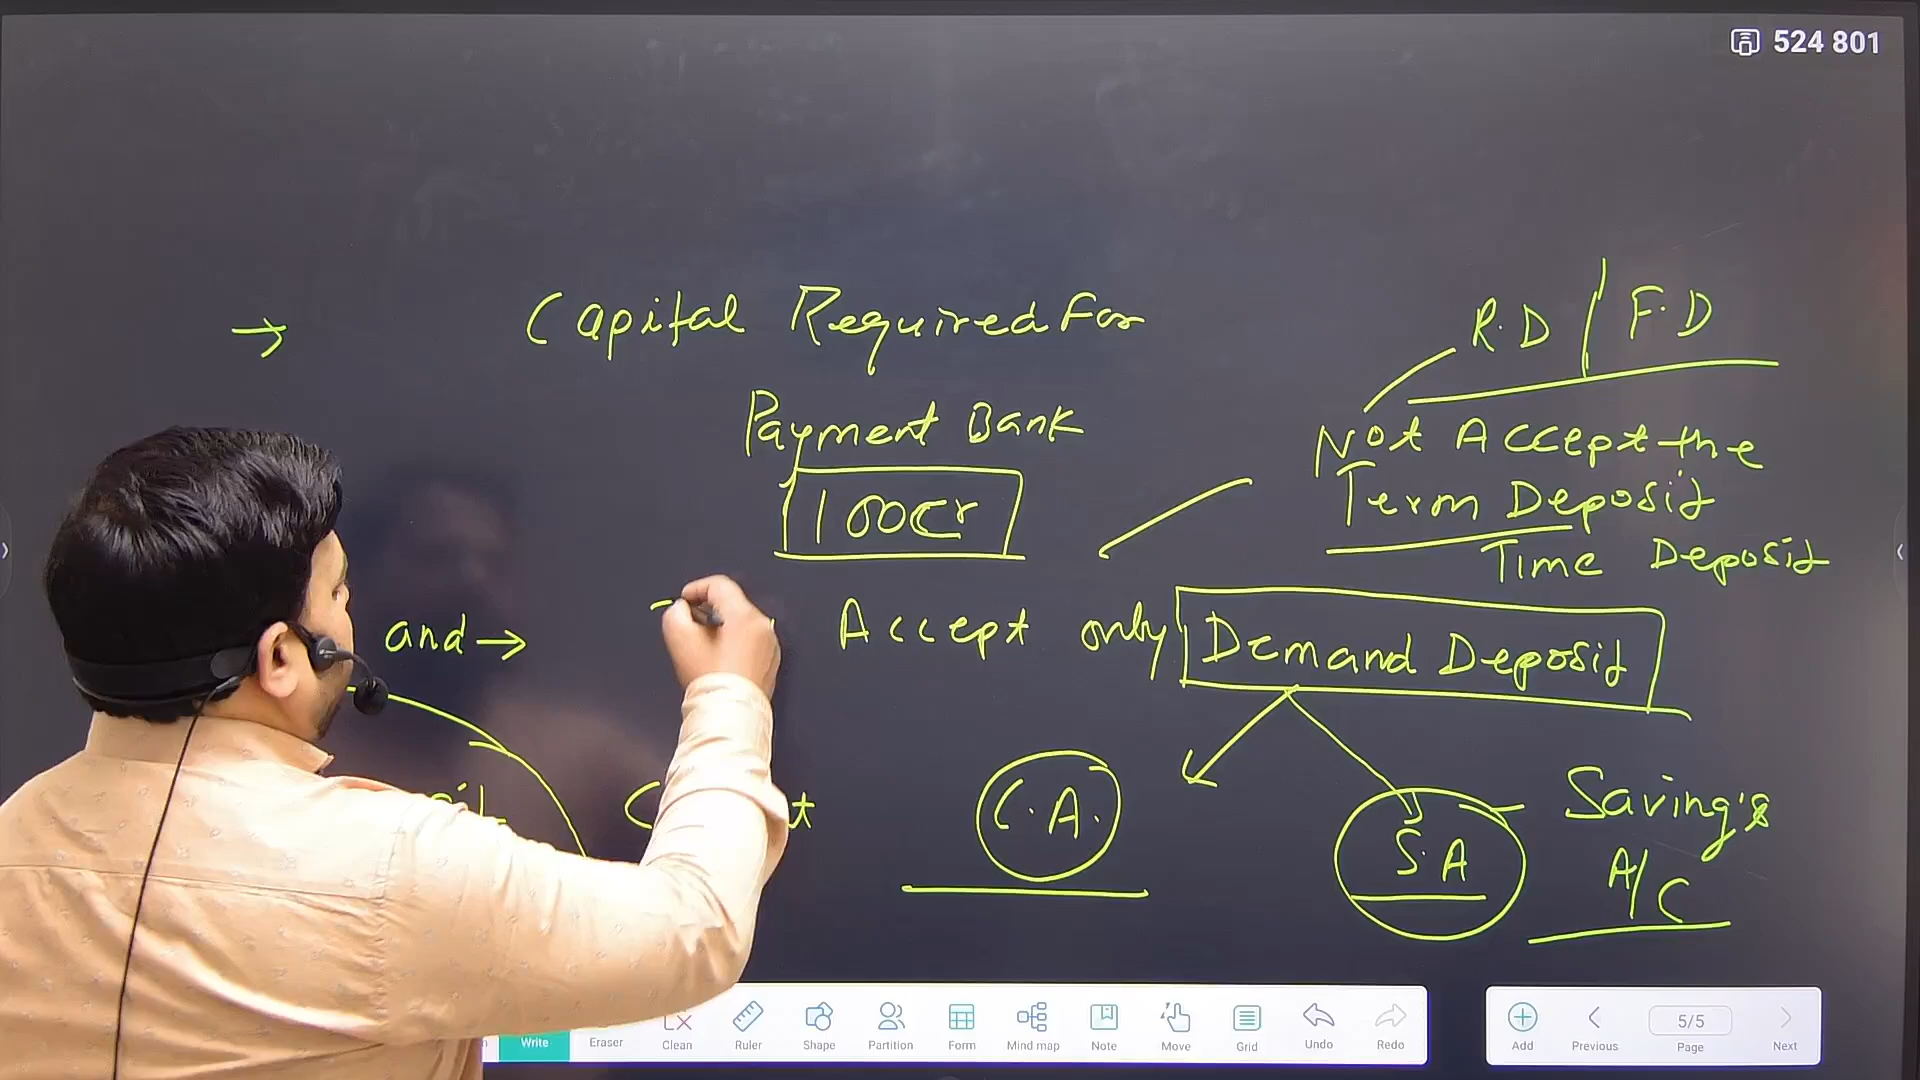 524 801
→ Capital Required For
R.D / F.D
Payment Bank
Not Accept the
100Cr
Term Deposit
Time Deposit
and → Accept only Demand Deposit
C.A.
S.A
Saving's
A/C
Write
Eraser
Clean
Ruler
Shape
Partition
Form
Mind map
Note
Move
Grid
Undo
Redo
Add
Previous
5/5
Page
Next